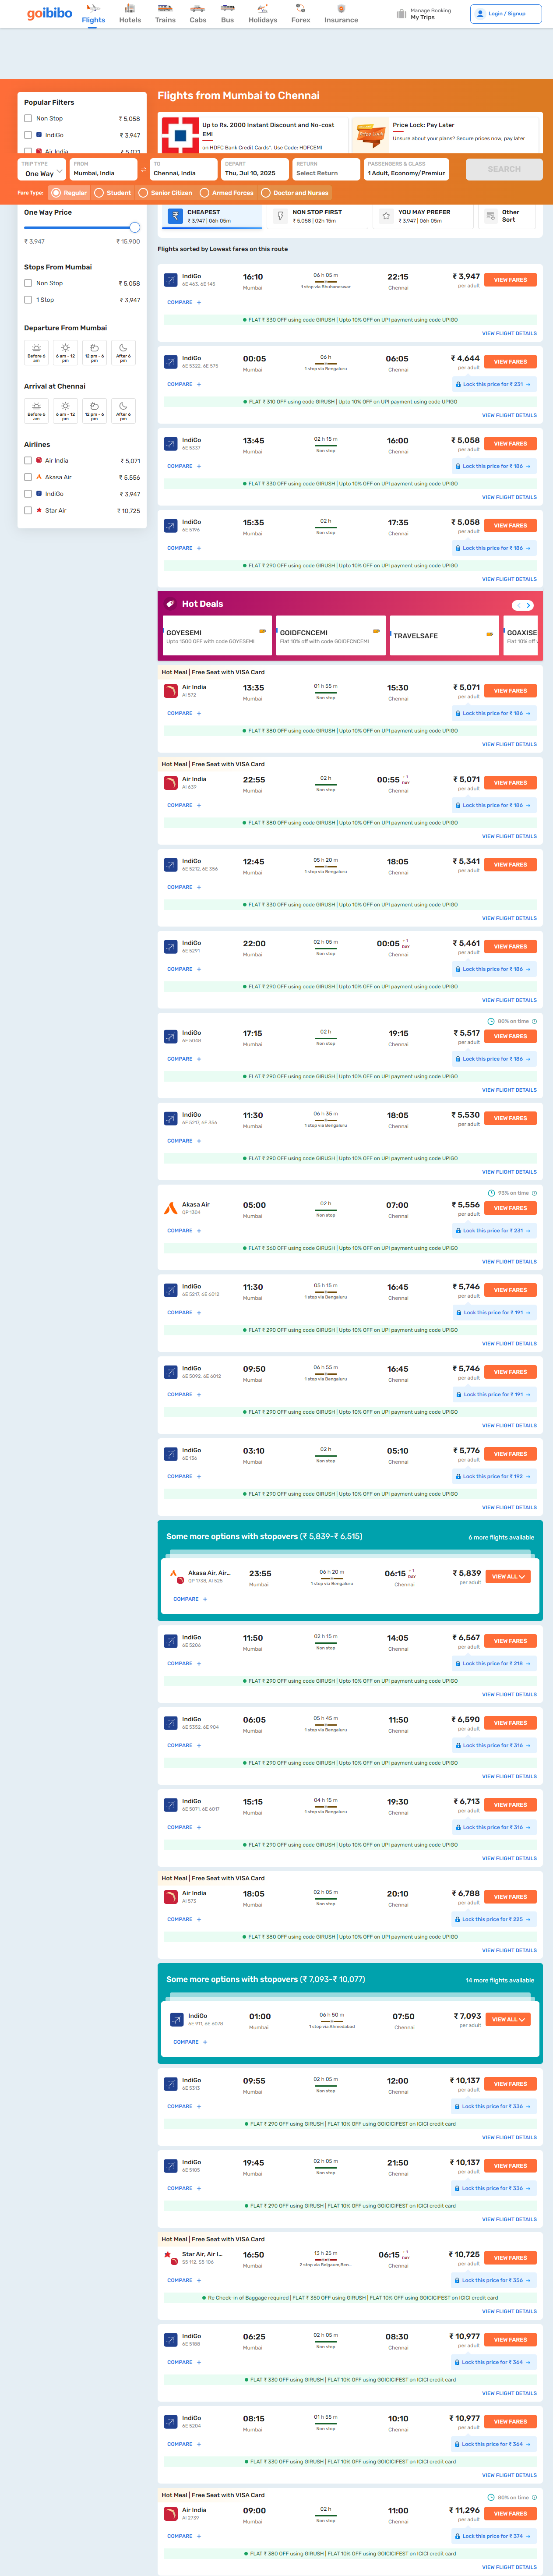 goibibo
Flights
Hotels
Trains
Cabs
Bus
Holidays
Forex
Insurance
Manage Booking
My Trips
Login / Signup
Popular Filters
Non Stop ₹ 5,058
IndiGo ₹ 3,947
Air India ₹ 5,071
Flights from Mumbai to Chennai
Up to Rs. 2000 Instant Discount and No-cost EMI
on HDFC Bank Credit Cards*. Use Code: HDFCEMI
Price Lock: Pay Later
Unsure about your plans? Secure prices now, pay later
TRIP TYPE
One Way
FROM
Mumbai, India
TO
Chennai, India
DEPART
Thu, Jul 10, 2025
RETURN
Select Return
PASSENGERS & CLASS
1 Adult, Economy/Premium
SEARCH
Fare Type:
Regular
Student
Senior Citizen
Armed Forces
Doctor and Nurses
One Way Price
₹ 3,947 ₹ 15,900
Stops From Mumbai
Non Stop ₹ 5,058
1 Stop ₹ 3,947
Departure From Mumbai
Before 6 am
6 am - 12 pm
12 pm - 6 pm
After 6 pm
Arrival at Chennai
Before 6 am
6 am - 12 pm
12 pm - 6 pm
After 6 pm
Airlines
Air India ₹ 5,071
Akasa Air ₹ 5,556
IndiGo ₹ 3,947
Star Air ₹ 10,725
CHEAPEST
₹ 3,947 | 06h 05m
NON STOP FIRST
₹ 5,058 | 02h 15m
YOU MAY PREFER
₹ 3,947 | 06h 05m
Other Sort
Flights sorted by Lowest fares on this route
IndiGo 16:10 06 h 05 m 22:15 ₹ 3,947 VIEW FARES
6E 463, 6E 145 Mumbai 1 stop via Bhubaneswar Chennai per adult
COMPARE +
FLAT ₹ 330 OFF using code GIRUSH | Upto 10% OFF on UPI payment using code UPIGO
VIEW FLIGHT DETAILS
IndiGo 00:05 06 h 06:05 ₹ 4,644 VIEW FARES
6E 5322, 6E 575 Mumbai 1 stop via Bengaluru Chennai per adult
COMPARE + Lock this price for ₹ 231 →
FLAT ₹ 310 OFF using code GIRUSH | Upto 10% OFF on UPI payment using code UPIGO
VIEW FLIGHT DETAILS
IndiGo 13:45 02 h 15 m 16:00 ₹ 5,058 VIEW FARES
6E 5337 Mumbai Non stop Chennai per adult
COMPARE + Lock this price for ₹ 186 →
FLAT ₹ 330 OFF using code GIRUSH | Upto 10% OFF on UPI payment using code UPIGO
VIEW FLIGHT DETAILS
IndiGo 15:35 02 h 17:35 ₹ 5,058 VIEW FARES
6E 5196 Mumbai Non stop Chennai per adult
COMPARE + Lock this price for ₹ 186 →
FLAT ₹ 290 OFF using code GIRUSH | Upto 10% OFF on UPI payment using code UPIGO
VIEW FLIGHT DETAILS
Hot Deals
GOYESEMI
Upto 1500 OFF with code GOYESEMI
GOIDFCNCEMI
Flat 10% off with code GOIDFCNCEMI
TRAVELSAFE
GOAXISE
Flat 10% off
Hot Meal | Free Seat with VISA Card
Air India 13:35 01 h 55 m 15:30 ₹ 5,071 VIEW FARES
AI 572 Mumbai Non stop Chennai per adult
COMPARE + Lock this price for ₹ 186 →
FLAT ₹ 380 OFF using code GIRUSH | Upto 10% OFF on UPI payment using code UPIGO
VIEW FLIGHT DETAILS
Hot Meal | Free Seat with VISA Card
Air India 22:55 02 h 00:55 +1 DAY ₹ 5,071 VIEW FARES
AI 639 Mumbai Non stop Chennai per adult
COMPARE + Lock this price for ₹ 186 →
FLAT ₹ 380 OFF using code GIRUSH | Upto 10% OFF on UPI payment using code UPIGO
VIEW FLIGHT DETAILS
IndiGo 12:45 05 h 20 m 18:05 ₹ 5,341 VIEW FARES
6E 5212, 6E 356 Mumbai 1 stop via Bengaluru Chennai per adult
COMPARE +
FLAT ₹ 330 OFF using code GIRUSH | Upto 10% OFF on UPI payment using code UPIGO
VIEW FLIGHT DETAILS
IndiGo 22:00 02 h 05 m 00:05 +1 DAY ₹ 5,461 VIEW FARES
6E 5291 Mumbai Non stop Chennai per adult
COMPARE + Lock this price for ₹ 186 →
FLAT ₹ 290 OFF using code GIRUSH | Upto 10% OFF on UPI payment using code UPIGO
VIEW FLIGHT DETAILS
80% on time
IndiGo 17:15 02 h 19:15 ₹ 5,517 VIEW FARES
6E 5048 Mumbai Non stop Chennai per adult
COMPARE + Lock this price for ₹ 186 →
FLAT ₹ 290 OFF using code GIRUSH | Upto 10% OFF on UPI payment using code UPIGO
VIEW FLIGHT DETAILS
IndiGo 11:30 06 h 35 m 18:05 ₹ 5,530 VIEW FARES
6E 5217, 6E 356 Mumbai 1 stop via Bengaluru Chennai per adult
COMPARE +
FLAT ₹ 290 OFF using code GIRUSH | Upto 10% OFF on UPI payment using code UPIGO
VIEW FLIGHT DETAILS
93% on time
Akasa Air 05:00 02 h 07:00 ₹ 5,556 VIEW FARES
QP 1304 Mumbai Non stop Chennai per adult
COMPARE + Lock this price for ₹ 231 →
FLAT ₹ 360 OFF using code GIRUSH | Upto 10% OFF on UPI payment using code UPIGO
VIEW FLIGHT DETAILS
IndiGo 11:30 05 h 15 m 16:45 ₹ 5,746 VIEW FARES
6E 5217, 6E 6012 Mumbai 1 stop via Bengaluru Chennai per adult
COMPARE + Lock this price for ₹ 191 →
FLAT ₹ 290 OFF using code GIRUSH | Upto 10% OFF on UPI payment using code UPIGO
VIEW FLIGHT DETAILS
IndiGo 09:50 06 h 55 m 16:45 ₹ 5,746 VIEW FARES
6E 5092, 6E 6012 Mumbai 1 stop via Bengaluru Chennai per adult
COMPARE + Lock this price for ₹ 191 →
FLAT ₹ 290 OFF using code GIRUSH | Upto 10% OFF on UPI payment using code UPIGO
VIEW FLIGHT DETAILS
IndiGo 03:10 02 h 05:10 ₹ 5,776 VIEW FARES
6E 136 Mumbai Non stop Chennai per adult
COMPARE + Lock this price for ₹ 192 →
FLAT ₹ 290 OFF using code GIRUSH | Upto 10% OFF on UPI payment using code UPIGO
VIEW FLIGHT DETAILS
Some more options with stopovers (₹ 5,839-₹ 6,515) 6 more flights available
Akasa Air, Air... 23:55 06 h 20 m 06:15 +1 DAY ₹ 5,839 VIEW ALL
QP 1738, AI 525 Mumbai 1 stop via Bengaluru Chennai per adult
COMPARE +
IndiGo 11:50 02 h 15 m 14:05 ₹ 6,567 VIEW FARES
6E 5206 Mumbai Non stop Chennai per adult
COMPARE + Lock this price for ₹ 218 →
FLAT ₹ 290 OFF using code GIRUSH | Upto 10% OFF on UPI payment using code UPIGO
VIEW FLIGHT DETAILS
IndiGo 06:05 05 h 45 m 11:50 ₹ 6,590 VIEW FARES
6E 5352, 6E 904 Mumbai 1 stop via Bengaluru Chennai per adult
COMPARE + Lock this price for ₹ 316 →
FLAT ₹ 290 OFF using code GIRUSH | Upto 10% OFF on UPI payment using code UPIGO
VIEW FLIGHT DETAILS
IndiGo 15:15 04 h 15 m 19:30 ₹ 6,713 VIEW FARES
6E 5071, 6E 6017 Mumbai 1 stop via Bengaluru Chennai per adult
COMPARE + Lock this price for ₹ 316 →
FLAT ₹ 290 OFF using code GIRUSH | Upto 10% OFF on UPI payment using code UPIGO
VIEW FLIGHT DETAILS
Hot Meal | Free Seat with VISA Card
Air India 18:05 02 h 05 m 20:10 ₹ 6,788 VIEW FARES
AI 573 Mumbai Non stop Chennai per adult
COMPARE + Lock this price for ₹ 225 →
FLAT ₹ 380 OFF using code GIRUSH | Upto 10% OFF on UPI payment using code UPIGO
VIEW FLIGHT DETAILS
Some more options with stopovers (₹ 7,093-₹ 10,077) 14 more flights available
IndiGo 01:00 06 h 50 m 07:50 ₹ 7,093 VIEW ALL
6E 911, 6E 6078 Mumbai 1 stop via Ahmedabad Chennai per adult
COMPARE +
IndiGo 09:55 02 h 05 m 12:00 ₹ 10,137 VIEW FARES
6E 5313 Mumbai Non stop Chennai per adult
COMPARE + Lock this price for ₹ 336 →
FLAT ₹ 290 OFF using GIRUSH | FLAT 10% OFF using GOICICIFEST on ICICI credit card
VIEW FLIGHT DETAILS
IndiGo 19:45 02 h 05 m 21:50 ₹ 10,137 VIEW FARES
6E 5105 Mumbai Non stop Chennai per adult
COMPARE + Lock this price for ₹ 336 →
FLAT ₹ 290 OFF using GIRUSH | FLAT 10% OFF using GOICICIFEST on ICICI credit card
VIEW FLIGHT DETAILS
Hot Meal | Free Seat with VISA Card
Star Air, Air I... 16:50 13 h 25 m 06:15 +1 DAY ₹ 10,725 VIEW FARES
S5 112, S5 106 Mumbai 2 stop via Belgaum,Ben... Chennai per adult
COMPARE + Lock this price for ₹ 356 →
Re Check-in of Baggage required | FLAT ₹ 350 OFF using GIRUSH | FLAT 10% OFF using GOICICIFEST on ICICI credit card
VIEW FLIGHT DETAILS
IndiGo 06:25 02 h 05 m 08:30 ₹ 10,977 VIEW FARES
6E 5188 Mumbai Non stop Chennai per adult
COMPARE + Lock this price for ₹ 364 →
FLAT ₹ 330 OFF using GIRUSH | FLAT 10% OFF using GOICICIFEST on ICICI credit card
VIEW FLIGHT DETAILS
IndiGo 08:15 01 h 55 m 10:10 ₹ 10,977 VIEW FARES
6E 5204 Mumbai Non stop Chennai per adult
COMPARE + Lock this price for ₹ 364 →
FLAT ₹ 330 OFF using GIRUSH | FLAT 10% OFF using GOICICIFEST on ICICI credit card
VIEW FLIGHT DETAILS
Hot Meal | Free Seat with VISA Card 80% on time
Air India 09:00 02 h 11:00 ₹ 11,296 VIEW FARES
AI 2739 Mumbai Non stop Chennai per adult
COMPARE + Lock this price for ₹ 374 →
FLAT ₹ 380 OFF using GIRUSH | FLAT 10% OFF using GOICICIFEST on ICICI credit card
VIEW FLIGHT DETAILS